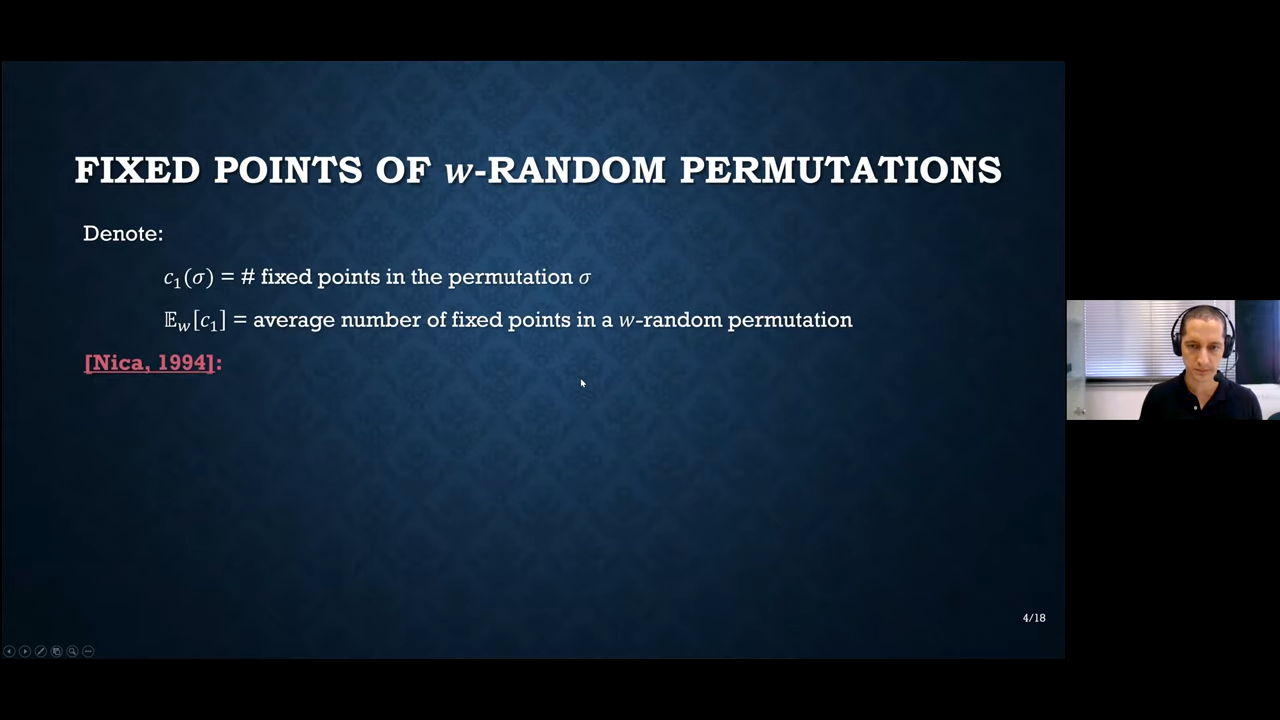 FIXED POINTS OF w-RANDOM PERMUTATIONS
Denote:
c₁(σ) = # fixed points in the permutation σ
𝔼_w[c₁] = average number of fixed points in a w-random permutation
[Nica, 1994]:
4/18